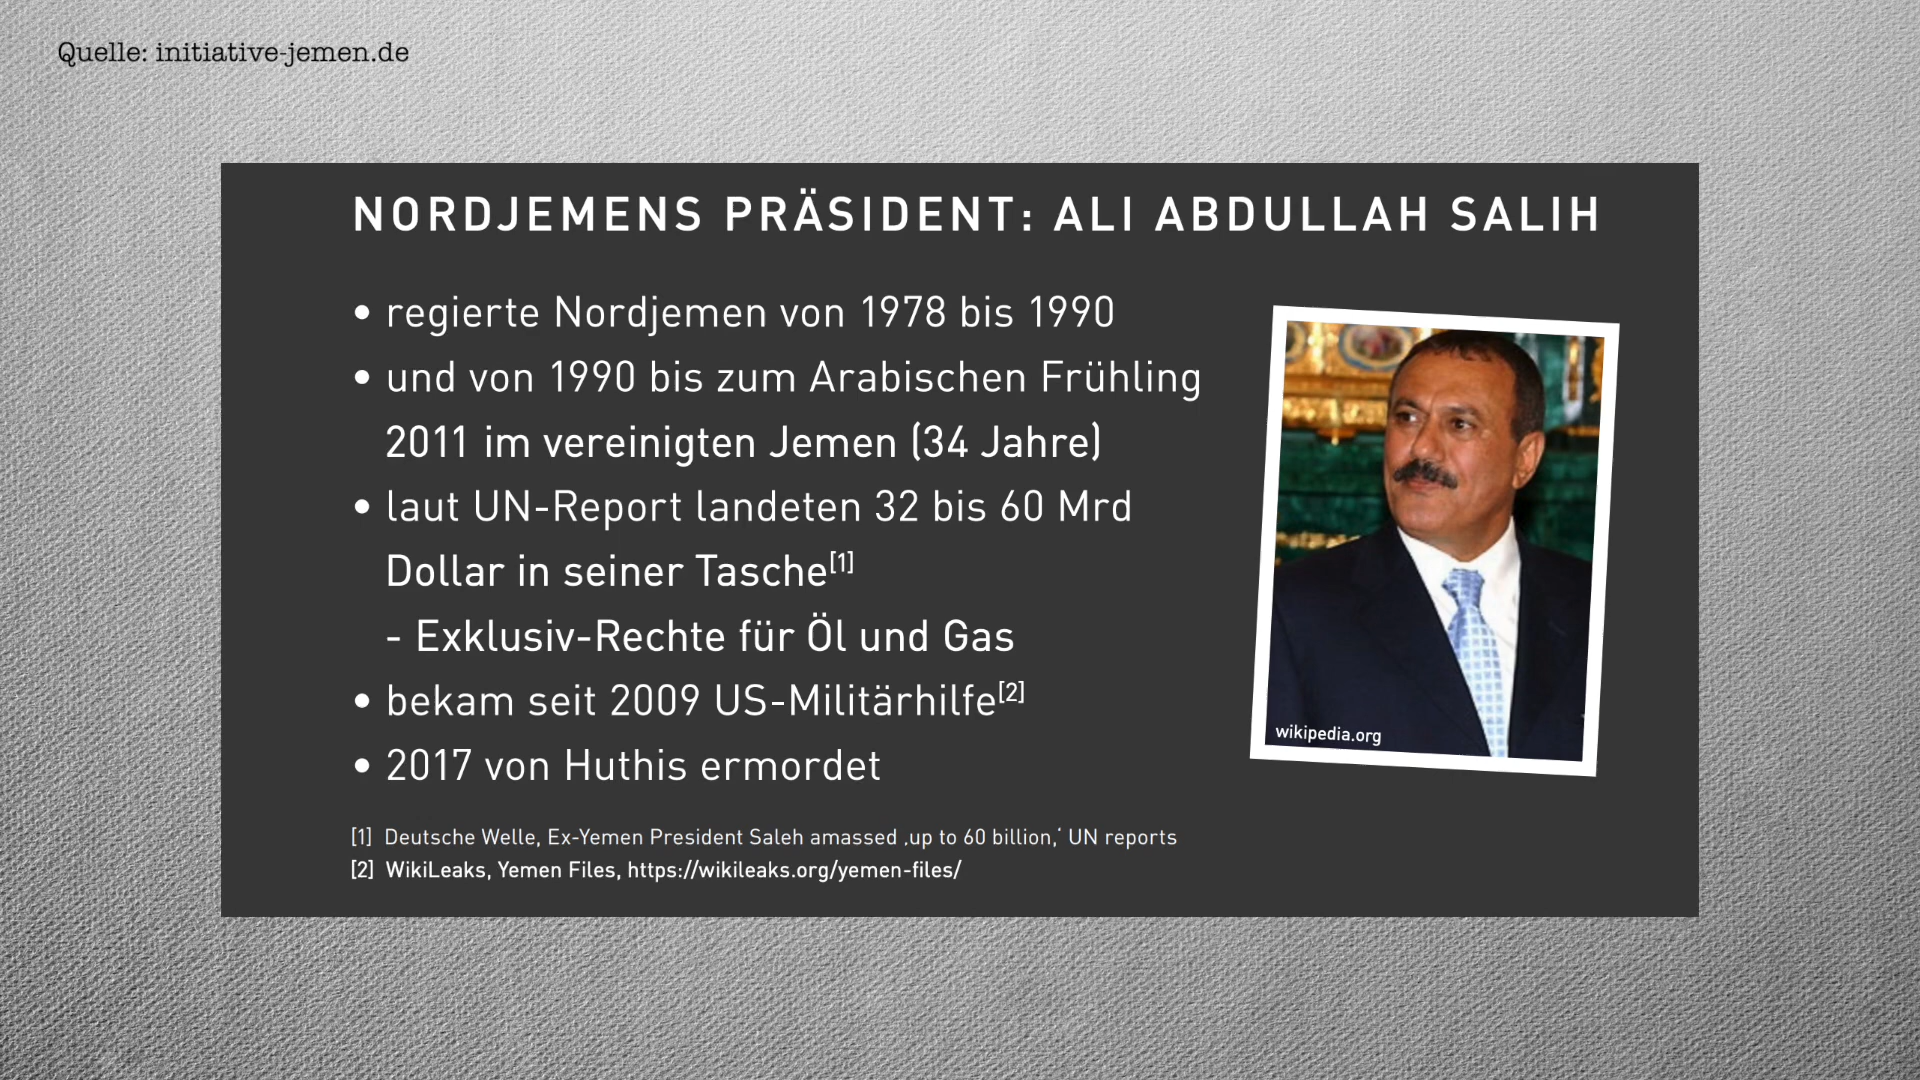 Quelle: initiative-jemen.de
NORDJEMENS PRÄSIDENT: ALI ABDULLAH SALIH
• regierte Nordjemen von 1978 bis 1990
• und von 1990 bis zum Arabischen Frühling
2011 im vereinigten Jemen (34 Jahre)
• laut UN-Report landeten 32 bis 60 Mrd
Dollar in seiner Tasche[1]
- Exklusiv-Rechte für Öl und Gas
• bekam seit 2009 US-Militärhilfe[2]
• 2017 von Huthis ermordet
wikipedia.org
[1] Deutsche Welle, Ex-Yemen President Saleh amassed ‚up to 60 billion,‘ UN reports
[2] WikiLeaks, Yemen Files, https://wikileaks.org/yemen-files/